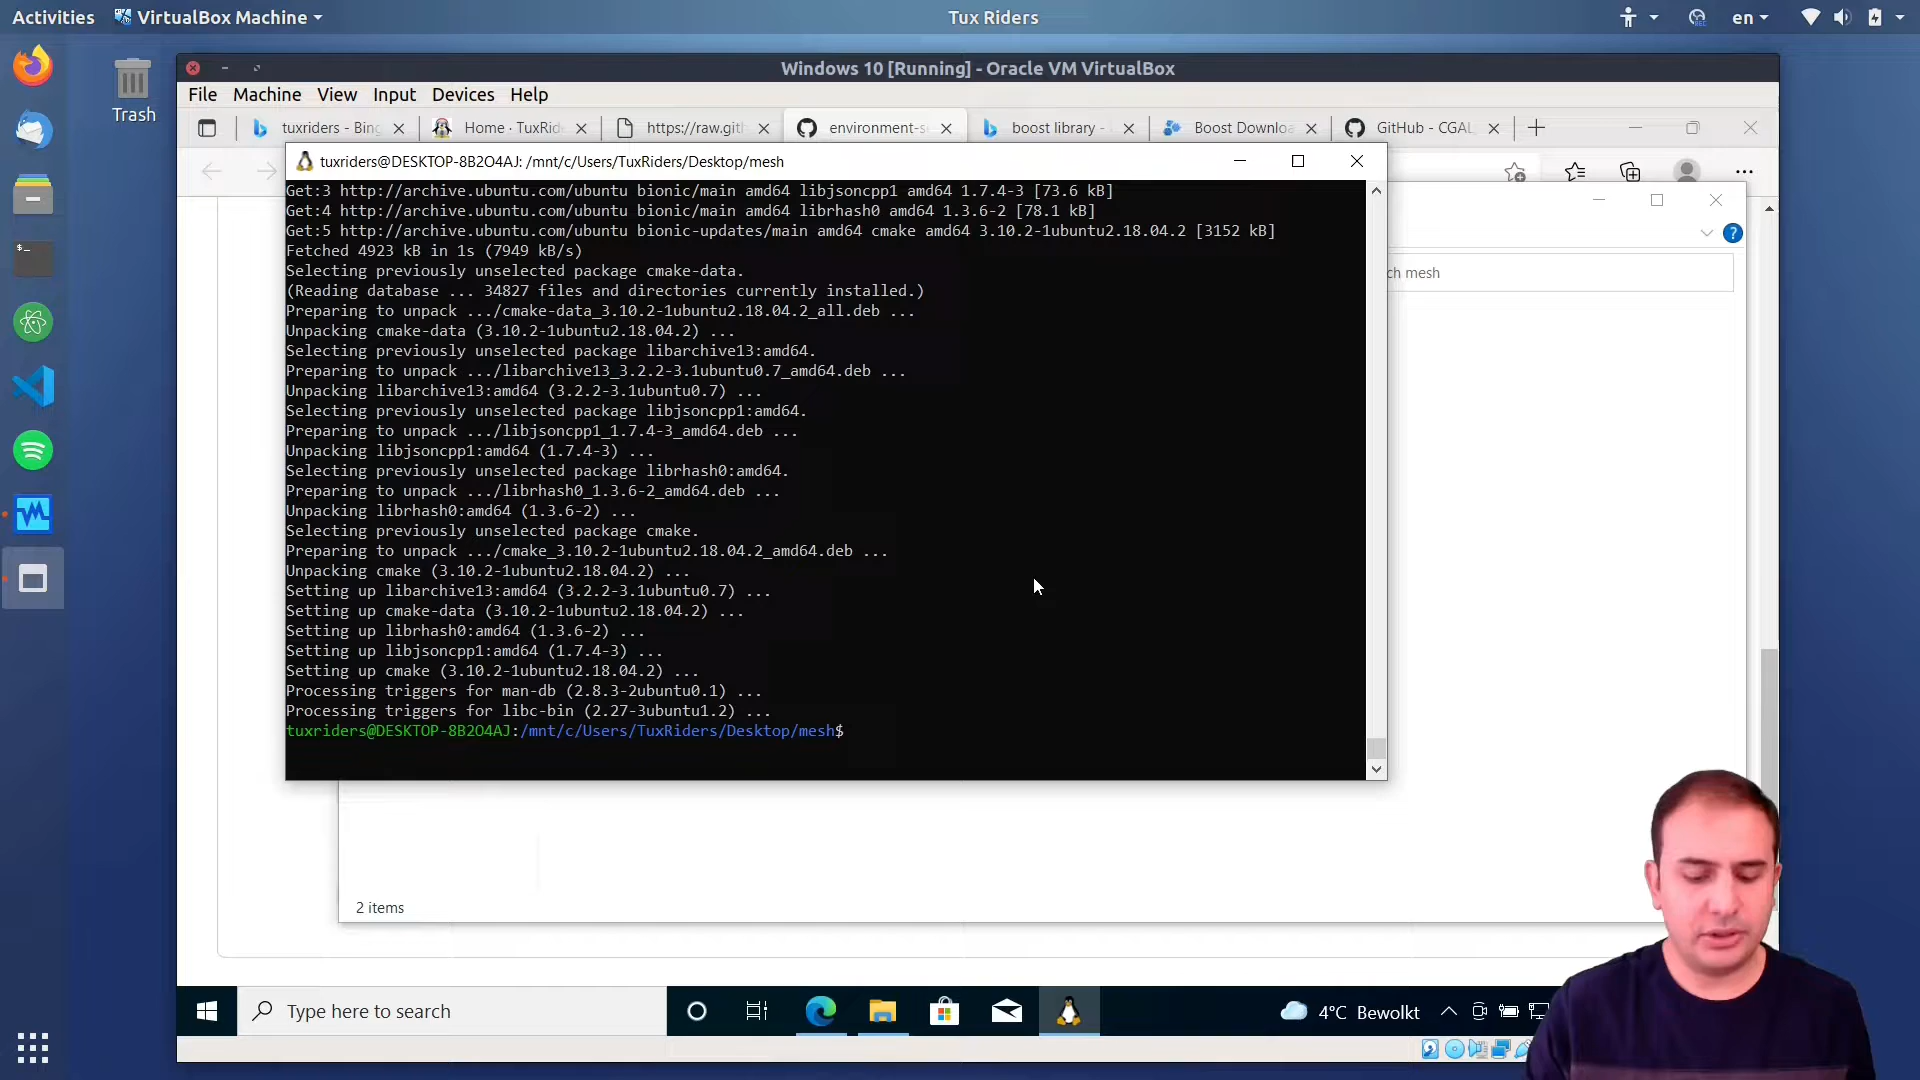 Activities
VirtualBox Machine
Tux Riders
en
Trash
Windows 10 [Running] - Oracle VM VirtualBox
File Machine View Input Devices Help
tuxriders - Bing
Home · TuxRid
https://raw.gith
environment-s
boost library -
Boost Downloa
GitHub - CGAL
tuxriders@DESKTOP-8B2O4AJ: /mnt/c/Users/TuxRiders/Desktop/mesh
Get:3 http://archive.ubuntu.com/ubuntu bionic/main amd64 libjsoncpp1 amd64 1.7.4-3 [73.6 kB]
Get:4 http://archive.ubuntu.com/ubuntu bionic/main amd64 librhash0 amd64 1.3.6-2 [78.1 kB]
Get:5 http://archive.ubuntu.com/ubuntu bionic-updates/main amd64 cmake amd64 3.10.2-1ubuntu2.18.04.2 [3152 kB]
Fetched 4923 kB in 1s (7949 kB/s)
Selecting previously unselected package cmake-data.
(Reading database ... 34827 files and directories currently installed.)
Preparing to unpack .../cmake-data_3.10.2-1ubuntu2.18.04.2_all.deb ...
Unpacking cmake-data (3.10.2-1ubuntu2.18.04.2) ...
Selecting previously unselected package libarchive13:amd64.
Preparing to unpack .../libarchive13_3.2.2-3.1ubuntu0.7_amd64.deb ...
Unpacking libarchive13:amd64 (3.2.2-3.1ubuntu0.7) ...
Selecting previously unselected package libjsoncpp1:amd64.
Preparing to unpack .../libjsoncpp1_1.7.4-3_amd64.deb ...
Unpacking libjsoncpp1:amd64 (1.7.4-3) ...
Selecting previously unselected package librhash0:amd64.
Preparing to unpack .../librhash0_1.3.6-2_amd64.deb ...
Unpacking librhash0:amd64 (1.3.6-2) ...
Selecting previously unselected package cmake.
Preparing to unpack .../cmake_3.10.2-1ubuntu2.18.04.2_amd64.deb ...
Unpacking cmake (3.10.2-1ubuntu2.18.04.2) ...
Setting up libarchive13:amd64 (3.2.2-3.1ubuntu0.7) ...
Setting up cmake-data (3.10.2-1ubuntu2.18.04.2) ...
Setting up librhash0:amd64 (1.3.6-2) ...
Setting up libjsoncpp1:amd64 (1.7.4-3) ...
Setting up cmake (3.10.2-1ubuntu2.18.04.2) ...
Processing triggers for man-db (2.8.3-2ubuntu0.1) ...
Processing triggers for libc-bin (2.27-3ubuntu1.2) ...
tuxriders@DESKTOP-8B2O4AJ:/mnt/c/Users/TuxRiders/Desktop/mesh$
ch mesh
2 items
Type here to search
4°C Bewolkt